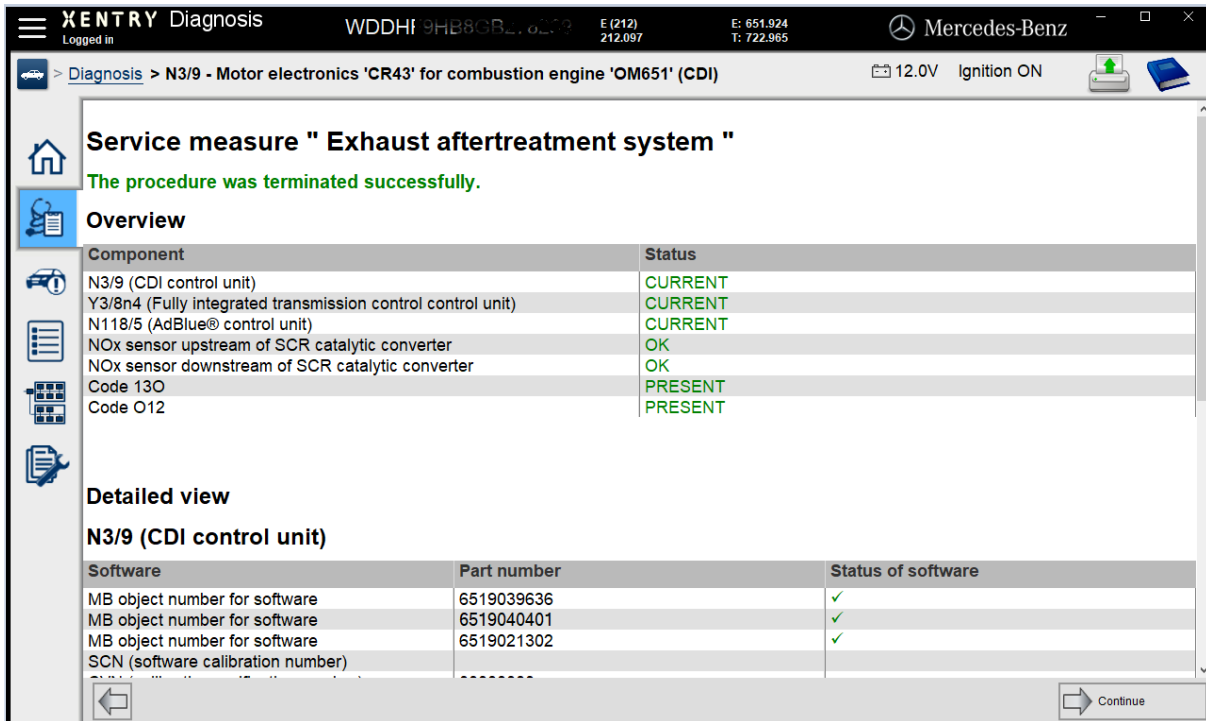 XENTRY Diagnosis
Logged in
E (212)
212.097
E: 651.924
T: 722.965
Mercedes-Benz
> Diagnosis > N3/9 - Motor electronics 'CR43' for combustion engine 'OM651' (CDI)
12.0V Ignition ON
Service measure " Exhaust aftertreatment system "
The procedure was terminated successfully.
Overview
Component Status
N3/9 (CDI control unit) CURRENT
Y3/8n4 (Fully integrated transmission control control unit) CURRENT
N118/5 (AdBlue® control unit) CURRENT
NOx sensor upstream of SCR catalytic converter OK
NOx sensor downstream of SCR catalytic converter OK
Code 13O PRESENT
Code O12 PRESENT
Detailed view
N3/9 (CDI control unit)
Software Part number Status of software
MB object number for software 6519039636 ✓
MB object number for software 6519040401 ✓
MB object number for software 6519021302 ✓
SCN (software calibration number)
Continue